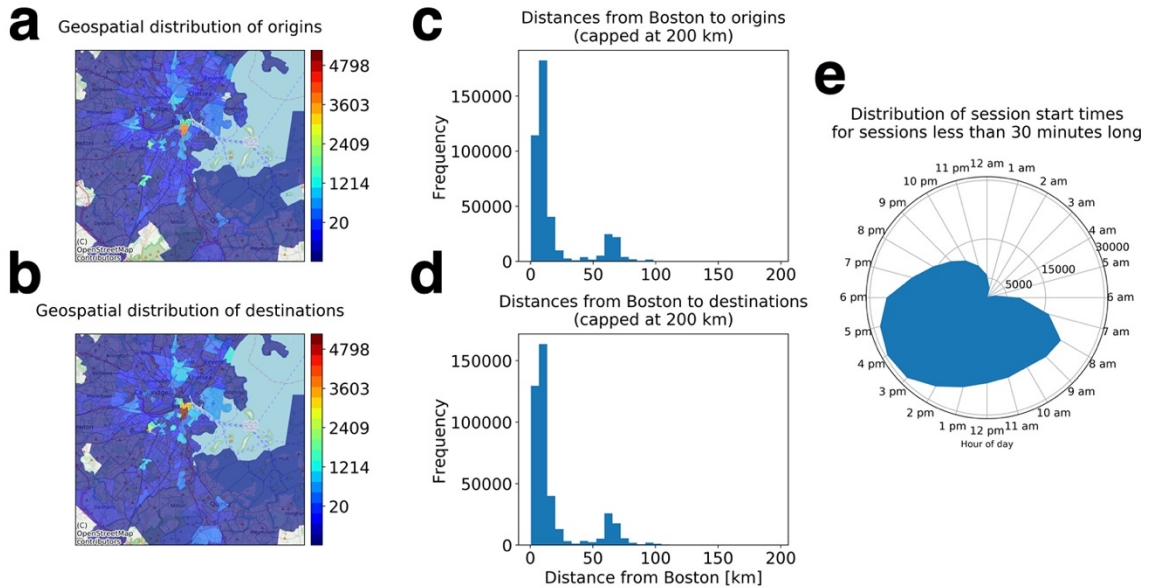 a
Geospatial distribution of origins
4798
3603
2409
1214
20
(C)
OpenStreetMap
contributors
b
Geospatial distribution of destinations
4798
3603
2409
1214
20
(C)
OpenStreetMap
contributors
c
Distances from Boston to origins
(capped at 200 km)
Frequency
150000
100000
50000
0
0 50 100 150 200
d
Distances from Boston to destinations
(capped at 200 km)
Frequency
150000
100000
50000
0
0 50 100 150 200
Distance from Boston [km]
e
Distribution of session start times
for sessions less than 30 minutes long
12 am
1 am
2 am
3 am
4 am
5 am
6 am
7 am
8 am
9 am
10 am
11 am
12 pm
1 pm
2 pm
3 pm
4 pm
5 pm
6 pm
7 pm
8 pm
9 pm
10 pm
11 pm
5000
15000
30000
Hour of day